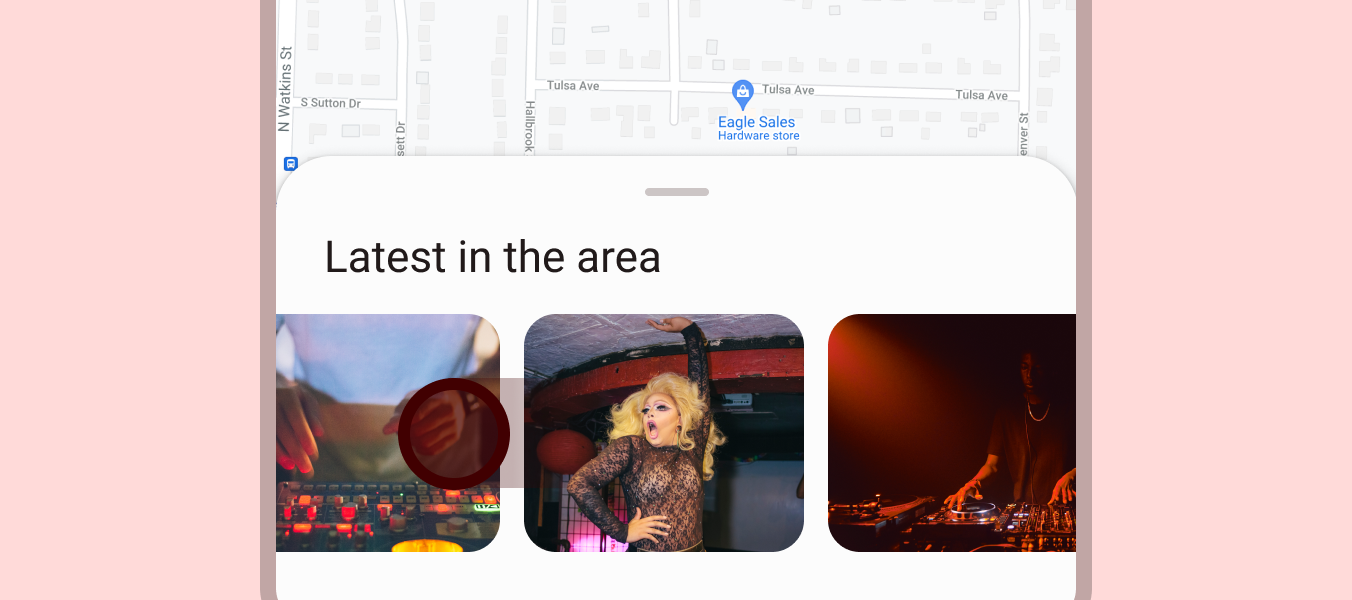 N Watkins St
S Sutton Dr
sett Dr
Hallbrook
Tulsa Ave
Tulsa Ave
Tulsa Ave
Eagle Sales
Hardware store
enver St
Latest in the area